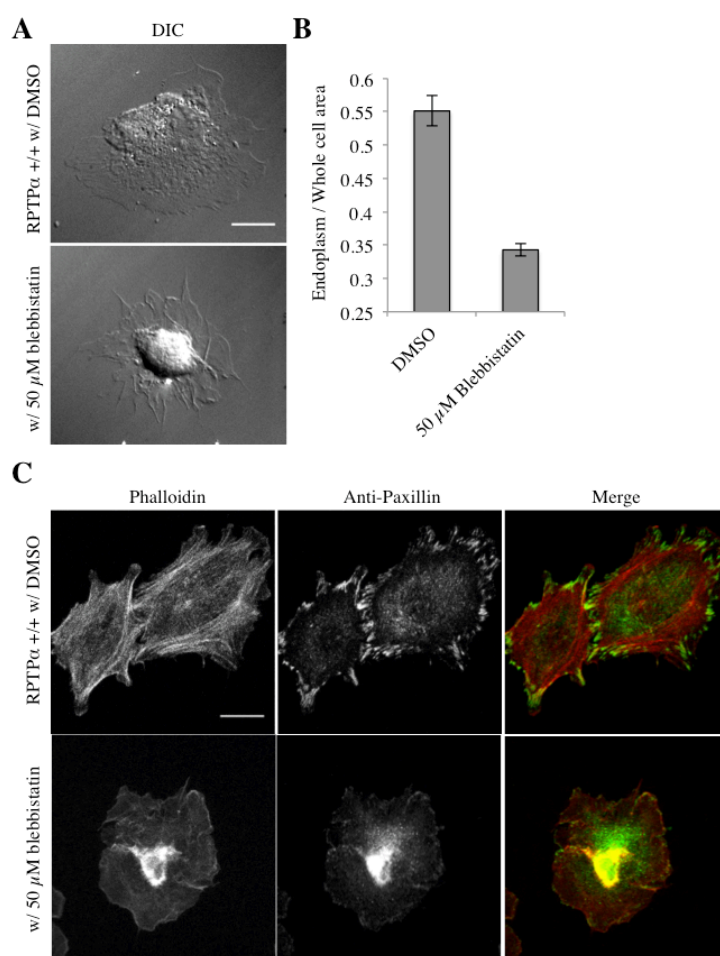 A
DIC
RPTPα +/+ w/ DMSO
w/ 50 µM blebbistatin
B
Endoplasm / Whole cell area
0.6
0.55
0.5
0.45
0.4
0.35
0.3
0.25
DMSO
50 µM Blebbistatin
C
Phalloidin
Anti-Paxillin
Merge
RPTPα +/+ w/ DMSO
w/ 50 µM blebbistatin